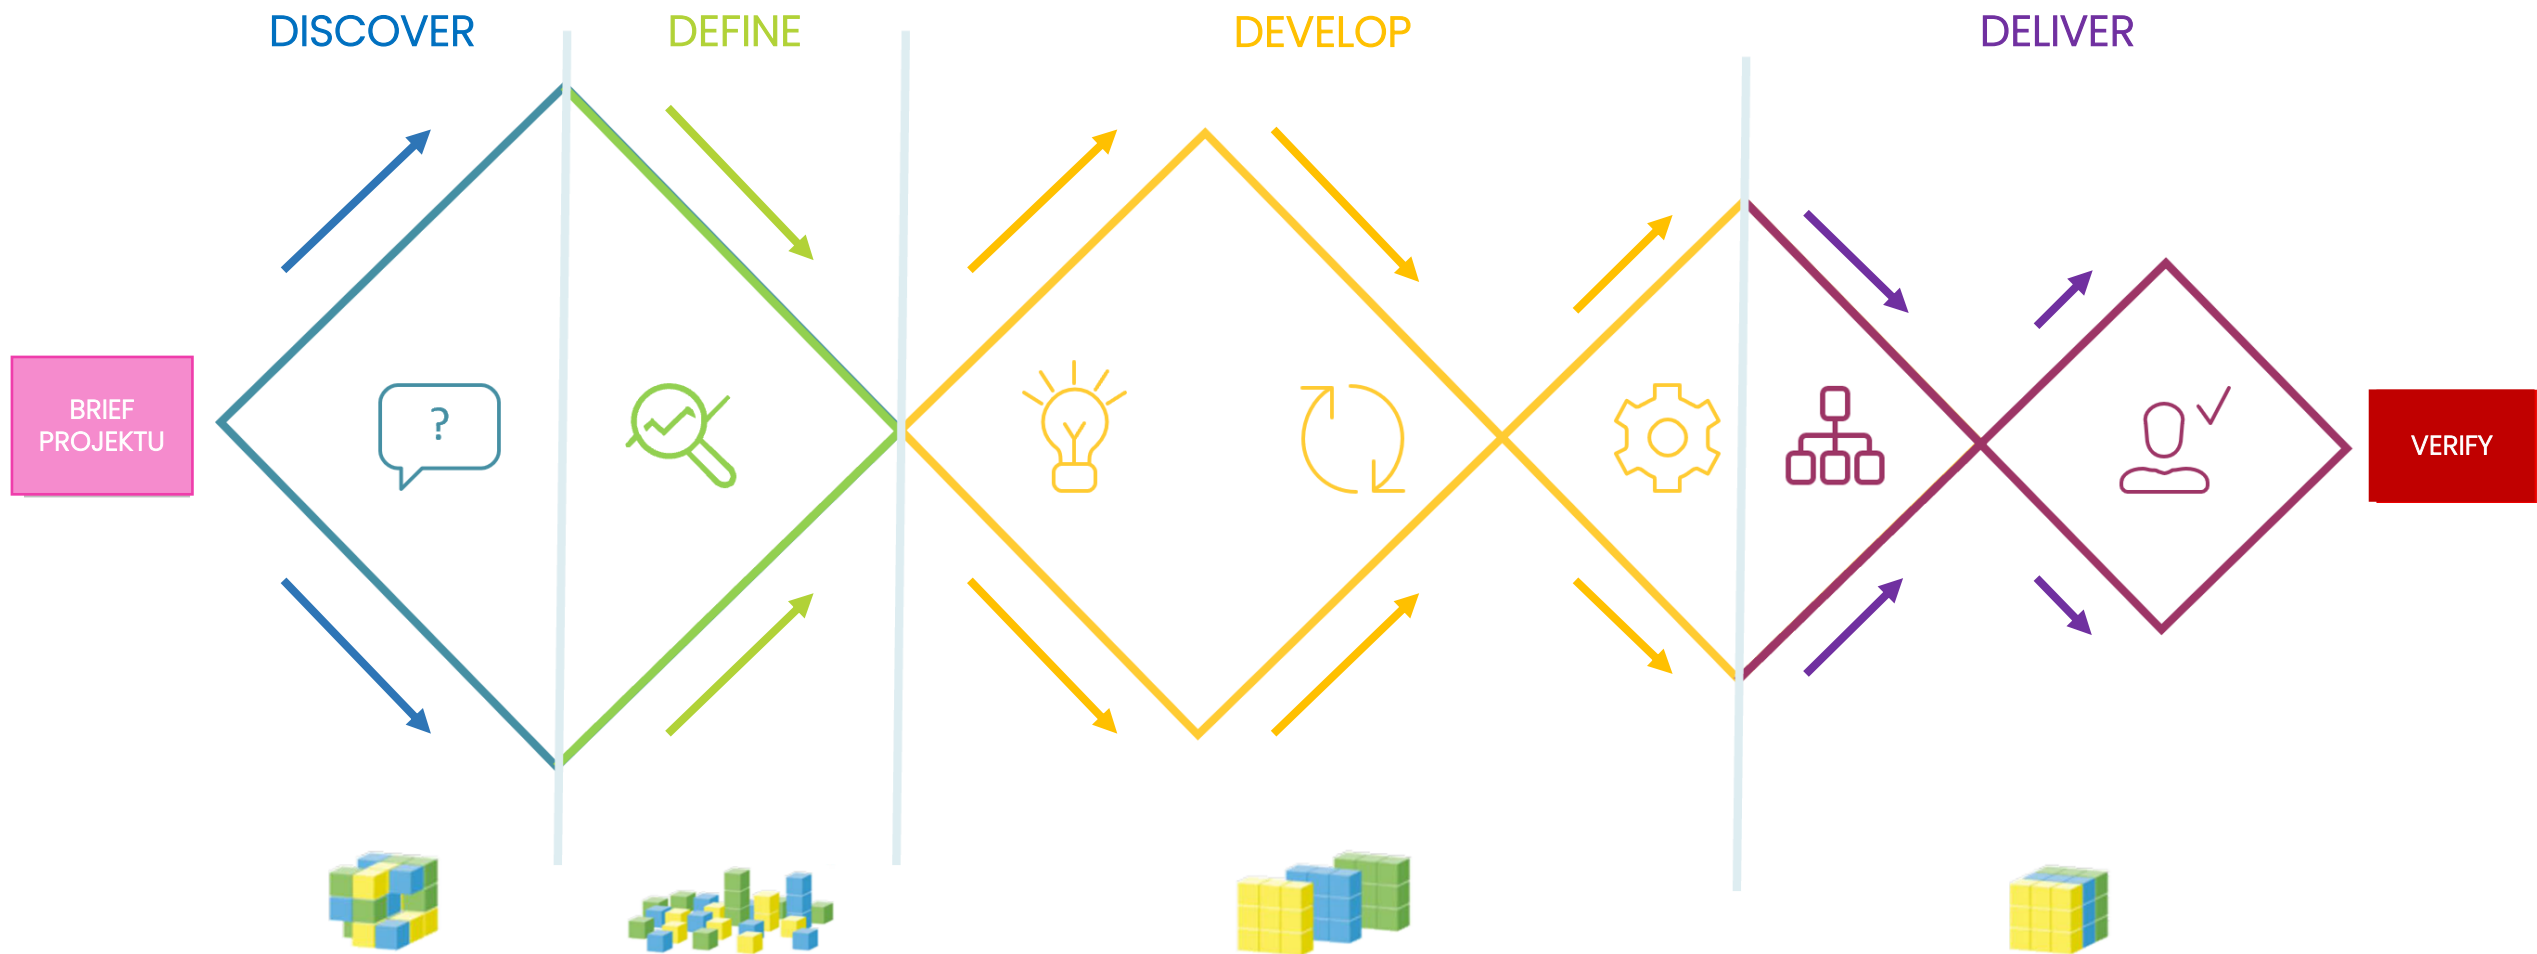 DISCOVER
DEFINE
DEVELOP
DELIVER
BRIEF
PROJEKTU
?
VERIFY